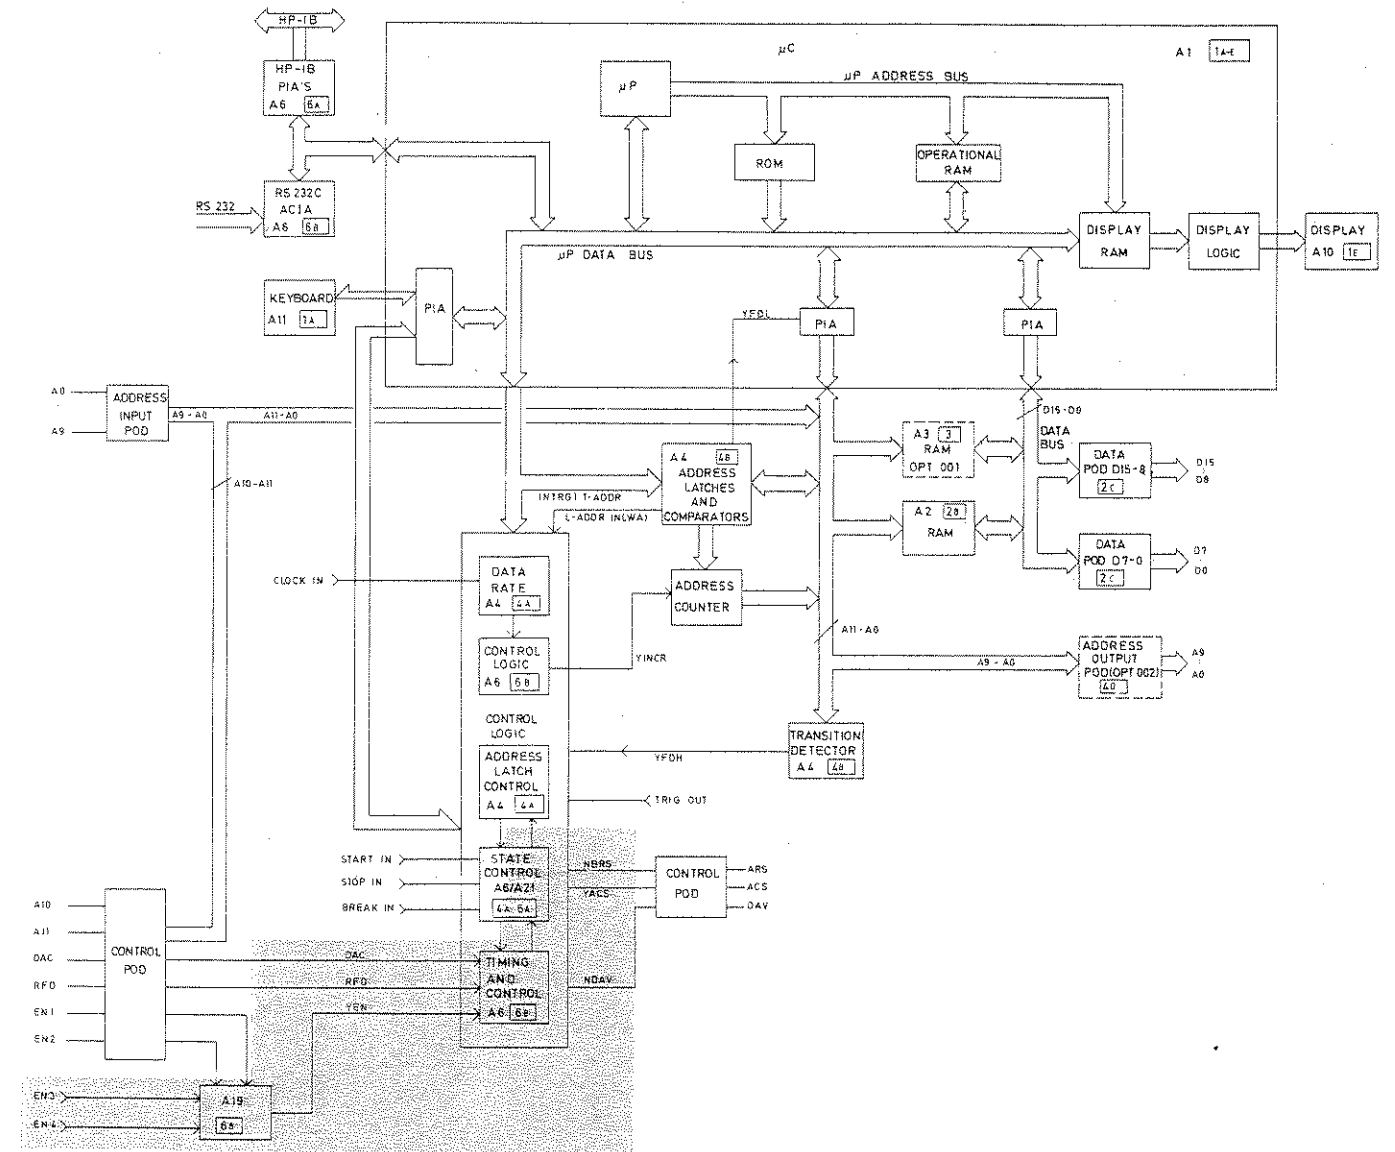 HP-IB
HP-IB
PIA'S
A6 6A
RS 232C
ACIA
A6 6B
RS 232
KEYBOARD
A11 1A
PIA
μC
A1 1A-E
μP
μP ADDRESS BUS
ROM
OPERATIONAL
RAM
μP DATA BUS
DISPLAY
RAM
DISPLAY
LOGIC
DISPLAY
A10 1E
YFDL
PIA
PIA
A0
A9
ADDRESS
INPUT
POD
A9-A0
A11-A0
A10-A11
D15-D0
DATA
BUS
A3 3
RAM
OPT 001
A2 2B
RAM
DATA
POD D15-8
2C
D15
D8
DATA
POD D7-0
2C
D7
D0
A4 4B
ADDRESS
LATCHES
AND
COMPARATORS
INTRGI T-ADDR
L-ADDR IN(WA)
ADDRESS
COUNTER
CLOCK IN
DATA
RATE
A4 4A
CONTROL
LOGIC
A6 6B
YINCR
A11-A0
A9-A0
ADDRESS
OUTPUT
POD(OPT 002)
4D
A9
A0
CONTROL
LOGIC
ADDRESS
LATCH
CONTROL
A4 4A
TRANSITION
DETECTOR
A4 4B
YFDH
TRIG OUT
START IN
STOP IN
BREAK IN
STATE
CONTROL
A6/A21
4A 6A
NBRS
YACS
CONTROL
POD
ARS
ACS
DAV
A10
A11
DAC
RFD
EN1
EN2
CONTROL
POD
DAC
RFD
YEN
TIMING
AND
CONTROL
A6 6B
NDAV
EN3
EN4
A19
6B